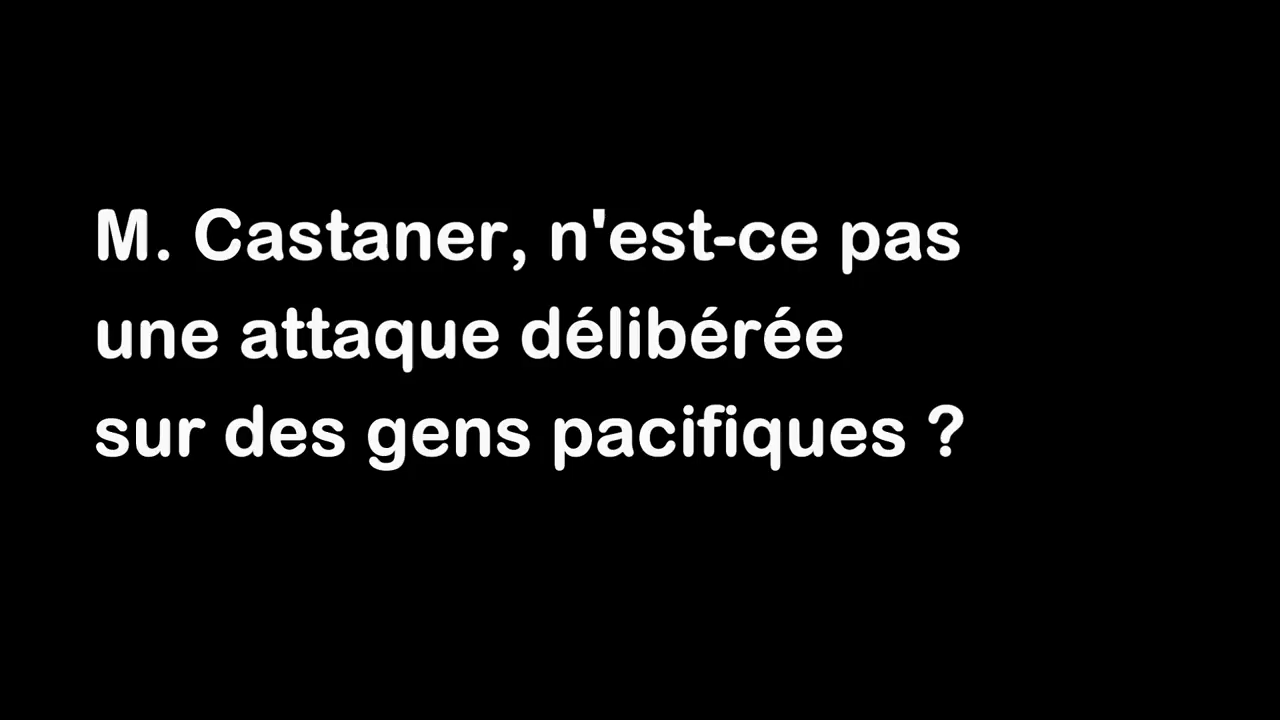 M. Castaner, n'est-ce pas
une attaque délibérée
sur des gens pacifiques ?